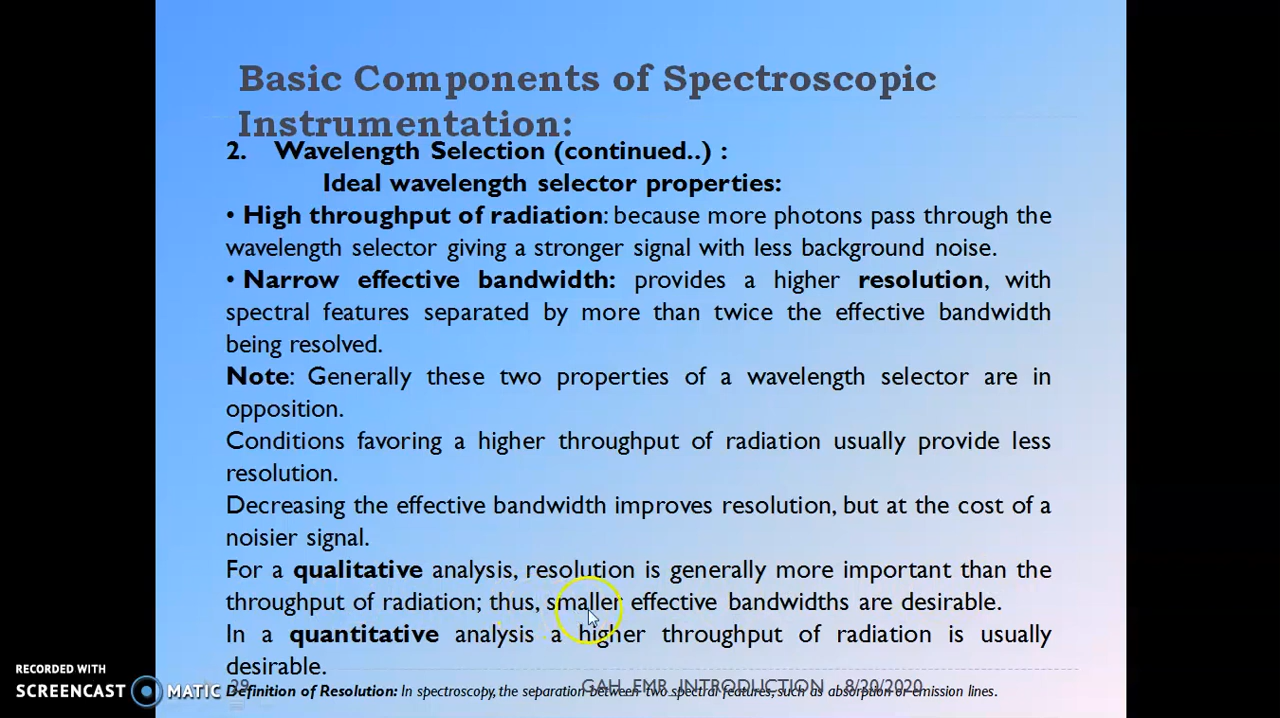 Basic Components of Spectroscopic
Instrumentation:
2. Wavelength Selection (continued..) :
Ideal wavelength selector properties:
• High throughput of radiation: because more photons pass through the
wavelength selector giving a stronger signal with less background noise.
• Narrow effective bandwidth: provides a higher resolution, with
spectral features separated by more than twice the effective bandwidth
being resolved.
Note: Generally these two properties of a wavelength selector are in
opposition.
Conditions favoring a higher throughput of radiation usually provide less
resolution.
Decreasing the effective bandwidth improves resolution, but at the cost of a
noisier signal.
For a qualitative analysis, resolution is generally more important than the
throughput of radiation; thus, smaller effective bandwidths are desirable.
In a quantitative analysis a higher throughput of radiation is usually
desirable.
29
GAH_EMR_INTRODUCTION 8/20/2020
Definition of Resolution: In spectroscopy, the separation between two spectral features, such as absorption or emission lines.
RECORDED WITH
SCREENCAST MATIC